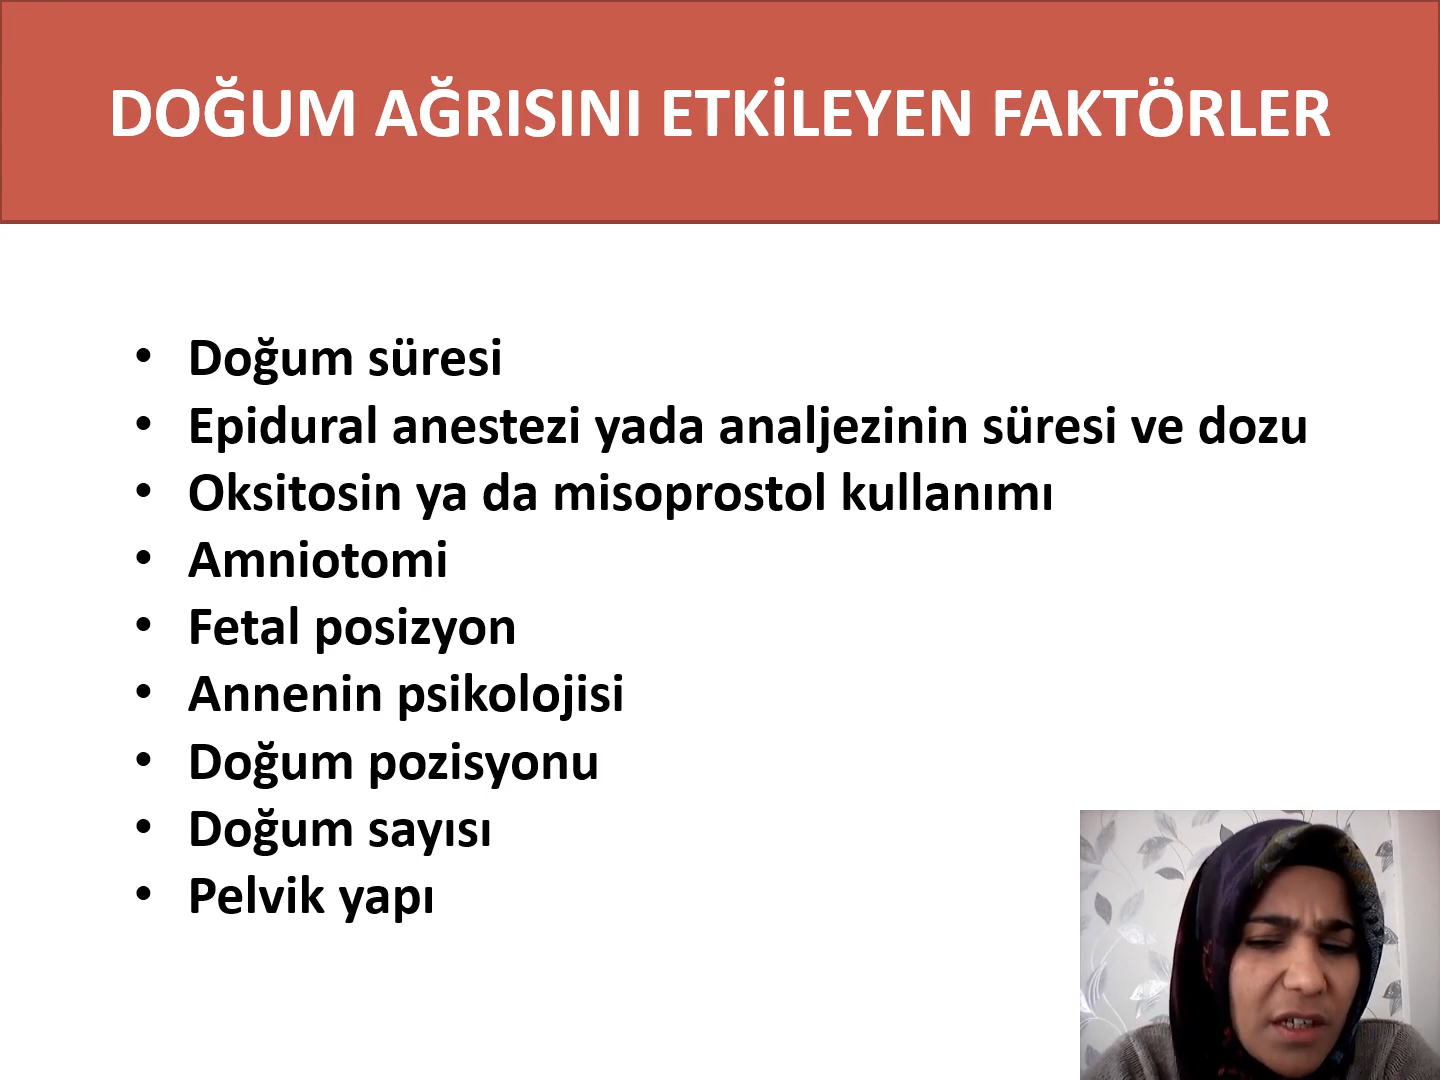 DOĞUM AĞRISINI ETKİLEYEN FAKTÖRLER
• Doğum süresi
• Epidural anestezi yada analjezinin süresi ve dozu
• Oksitosin ya da misoprostol kullanımı
• Amniotomi
• Fetal posizyon
• Annenin psikolojisi
• Doğum pozisyonu
• Doğum sayısı
• Pelvik yapı